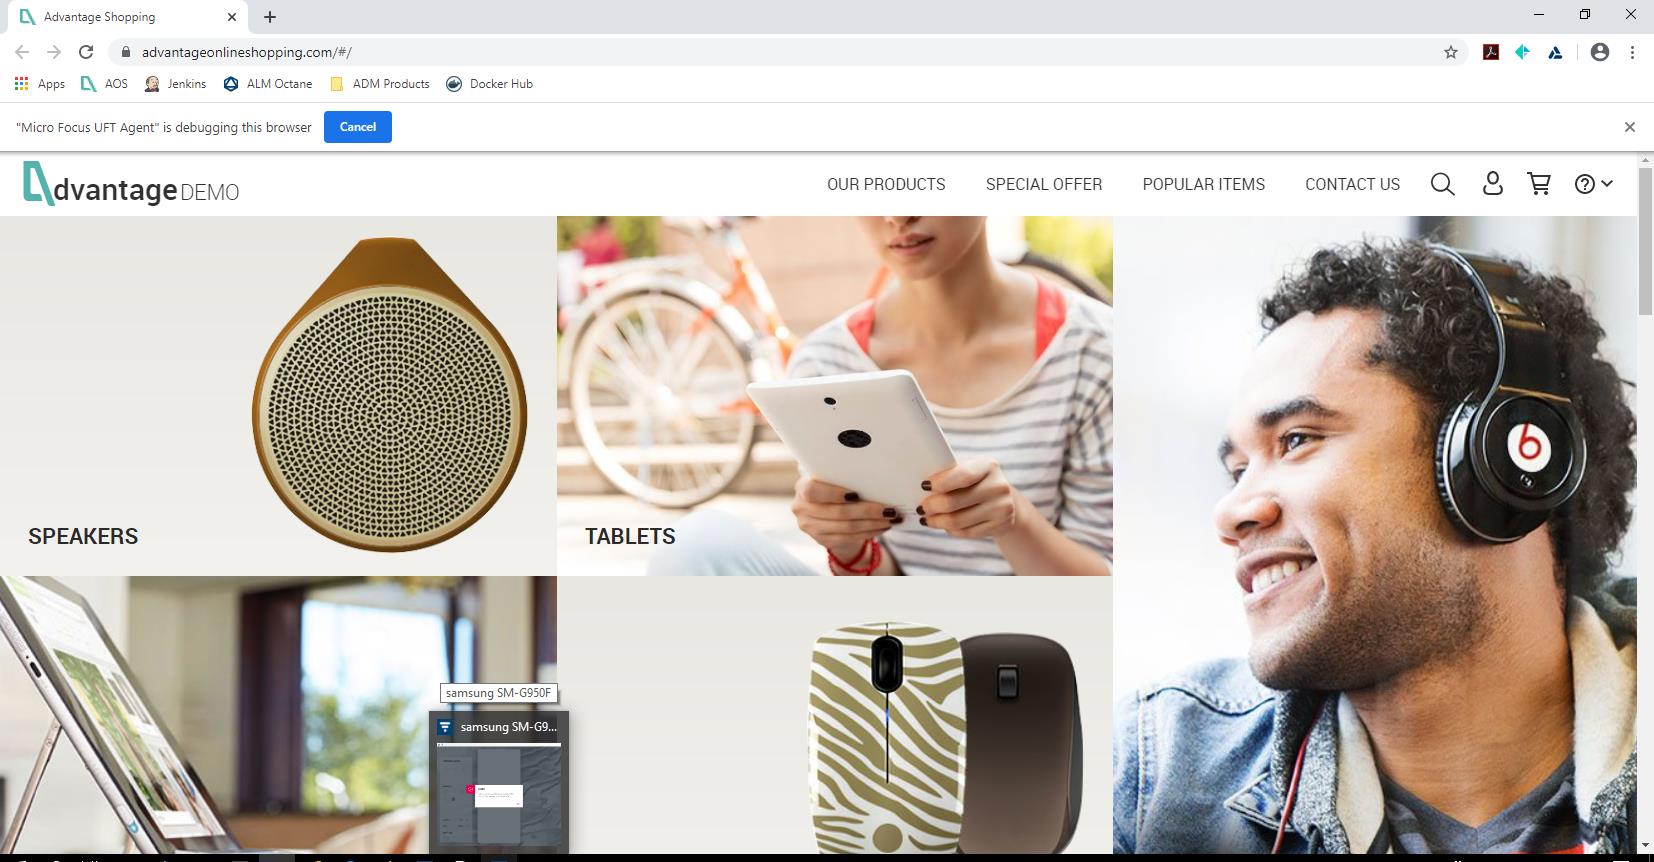 Advantage Shopping
advantageonlineshopping.com/#/
Apps AOS Jenkins ALM Octane ADM Products Docker Hub
"Micro Focus UFT Agent" is debugging this browser Cancel
dvantage DEMO OUR PRODUCTS SPECIAL OFFER POPULAR ITEMS CONTACT US
SPEAKERS
TABLETS
samsung SM-G950F
samsung SM-G9...